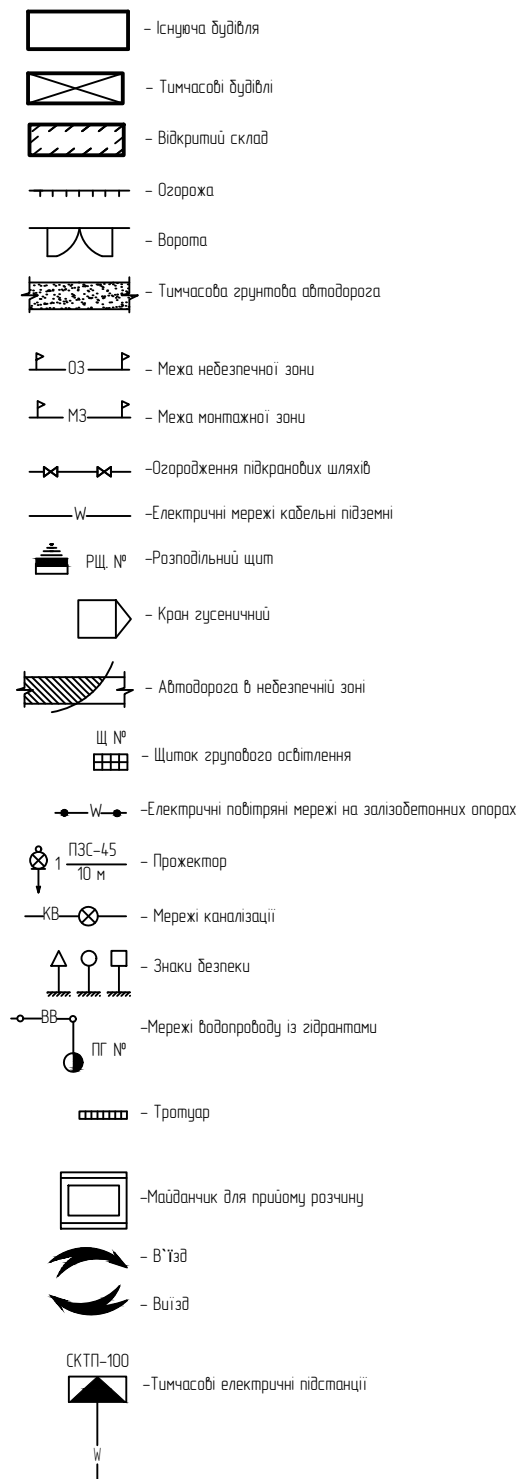 - Існуюча будівля
- Тимчасові будівлі
- Відкритий склад
- Огорожа
- Ворота
- Тимчасова грунтова автодорога
ОЗ - Межа небезпечної зони
МЗ - Межа монтажної зони
-Огородження підкранових шляхів
W -Електричні мережі кабельні підземні
РЩ. № -Розподільний щит
- Кран гусеничний
- Автодорога в небезпечній зоні
Щ №
- Щиток групового освітлення
W -Електричні повітряні мережі на залізобетонних опорах
ПЗС-45
1 - Прожектор
10 м
КВ - Мережі каналізації
- Знаки безпеки
ВВ -Мережі водопроводу із гідрантами
ПГ №
- Тротуар
-Майданчик для прийому розчину
- В`їзд
- Виїзд
СКТП-100
-Тимчасові електричні підстанції
W